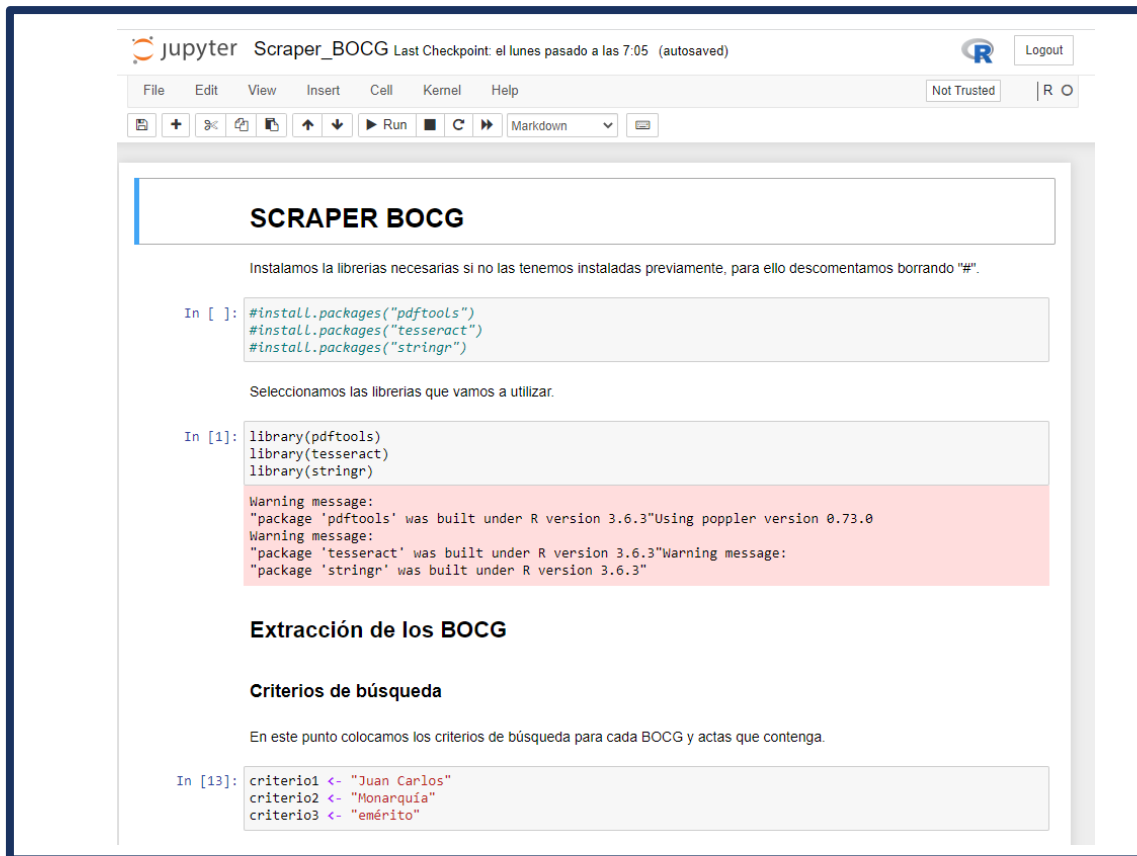 jupyter Scraper_BOCG Last Checkpoint: el lunes pasado a las 7:05 (autosaved)
R Logout
File Edit View Insert Cell Kernel Help Not Trusted R
Run Markdown
SCRAPER BOCG
Instalamos la librerias necesarias si no las tenemos instaladas previamente, para ello descomentamos borrando "#".
In [ ]: #install.packages("pdftools")
#install.packages("tesseract")
#install.packages("stringr")
Seleccionamos las librerias que vamos a utilizar.
In [1]: library(pdftools)
library(tesseract)
library(stringr)
Warning message:
"package 'pdftools' was built under R version 3.6.3"Using poppler version 0.73.0
Warning message:
"package 'tesseract' was built under R version 3.6.3"Warning message:
"package 'stringr' was built under R version 3.6.3"
Extracción de los BOCG
Criterios de búsqueda
En este punto colocamos los criterios de búsqueda para cada BOCG y actas que contenga.
In [13]: criterio1 <- "Juan Carlos"
criterio2 <- "Monarquía"
criterio3 <- "emérito"